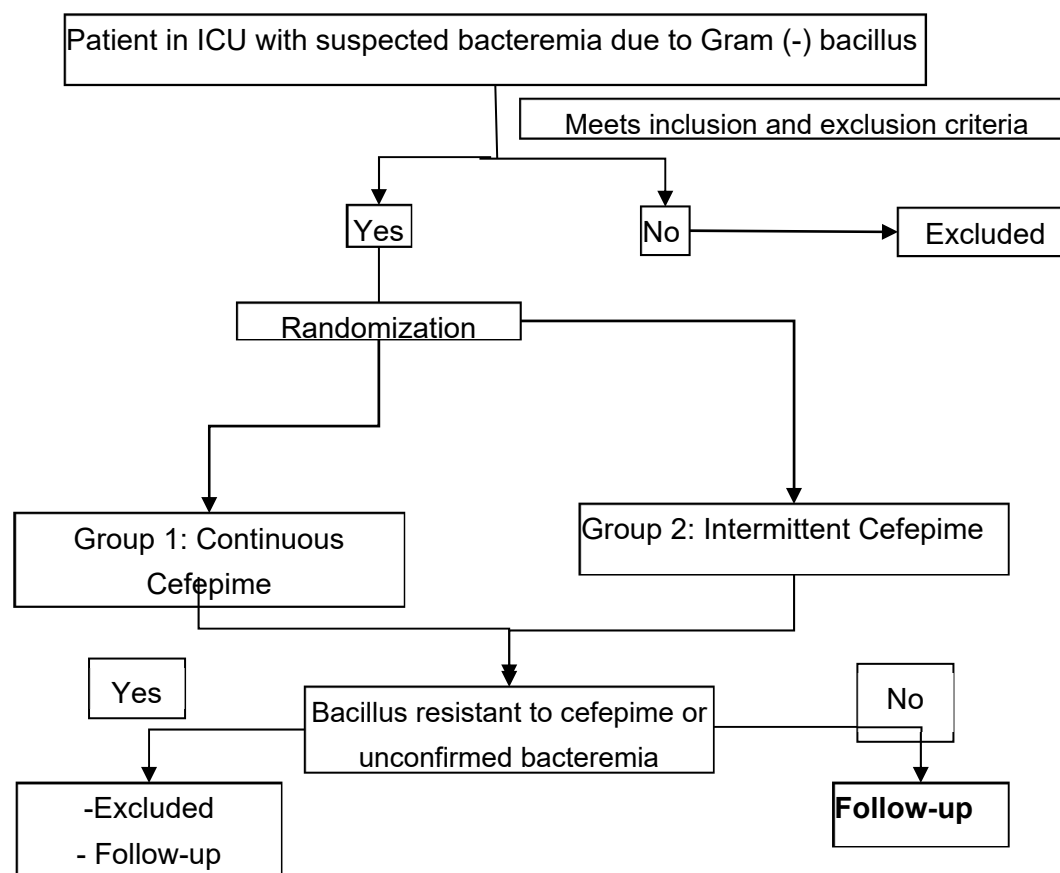 Patient in ICU with suspected bacteremia due to Gram (-) bacillus
Meets inclusion and exclusion criteria
Yes
No
Excluded
Randomization
Group 1: Continuous
Cefepime
Group 2: Intermittent Cefepime
Yes
Bacillus resistant to cefepime or
unconfirmed bacteremia
No
-Excluded
- Follow-up
Follow-up